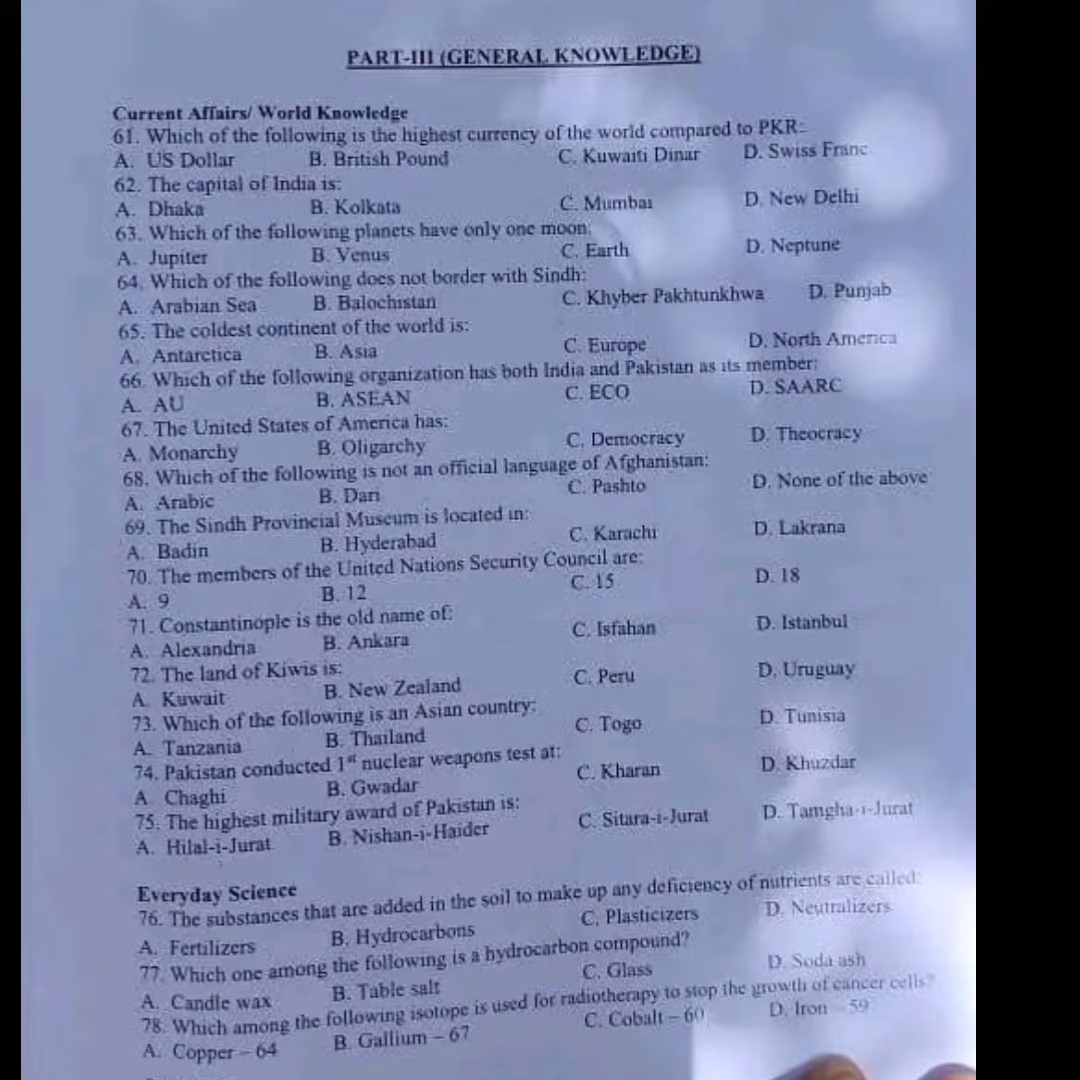 PART-III (GENERAL KNOWLEDGE)
Current Affairs/ World Knowledge
61. Which of the following is the highest currency of the world compared to PKR:
A. US Dollar B. British Pound C. Kuwaiti Dinar D. Swiss Franc
62. The capital of India is:
A. Dhaka B. Kolkata C. Mumbai D. New Delhi
63. Which of the following planets have only one moon:
A. Jupiter B. Venus C. Earth D. Neptune
64. Which of the following does not border with Sindh:
A. Arabian Sea B. Balochistan C. Khyber Pakhtunkhwa D. Punjab
65. The coldest continent of the world is:
A. Antarctica B. Asia C. Europe D. North America
66. Which of the following organization has both India and Pakistan as its member:
A. AU B. ASEAN C. ECO D. SAARC
67. The United States of America has:
A. Monarchy B. Oligarchy C. Democracy D. Theocracy
68. Which of the following is not an official language of Afghanistan:
A. Arabic B. Dari C. Pashto D. None of the above
69. The Sindh Provincial Museum is located in:
A. Badin B. Hyderabad C. Karachi D. Lakrana
70. The members of the United Nations Security Council are:
A. 9 B. 12 C. 15 D. 18
71. Constantinople is the old name of:
A. Alexandria B. Ankara C. Isfahan D. Istanbul
72. The land of Kiwis is:
A. Kuwait B. New Zealand C. Peru D. Uruguay
73. Which of the following is an Asian country:
A. Tanzania B. Thailand C. Togo D. Tunisia
74. Pakistan conducted 1st nuclear weapons test at:
A. Chaghi B. Gwadar C. Kharan D. Khuzdar
75. The highest military award of Pakistan is:
A. Hilal-i-Jurat B. Nishan-i-Haider C. Sitara-i-Jurat D. Tamgha-i-Jurat
Everyday Science
76. The substances that are added in the soil to make up any deficiency of nutrients are called:
A. Fertilizers B. Hydrocarbons C. Plasticizers D. Neutralizers
77. Which one among the following is a hydrocarbon compound?
A. Candle wax B. Table salt C. Glass D. Soda ash
78. Which among the following isotope is used for radiotherapy to stop the growth of cancer cells?
A. Copper – 64 B. Gallium – 67 C. Cobalt – 60 D. Iron – 59